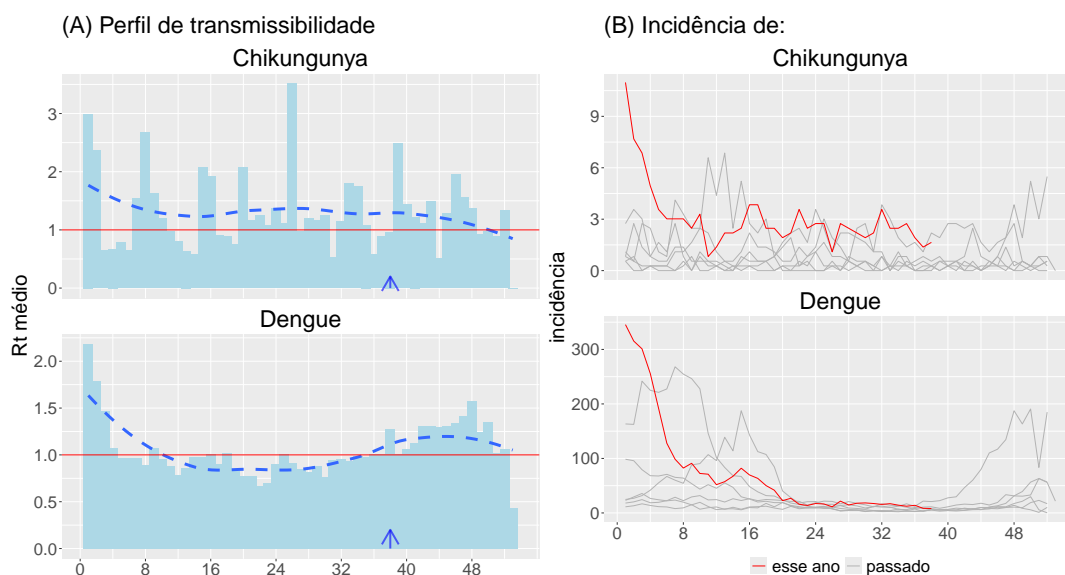 (A) Perfil de transmissibilidade
Chikungunya
3
2
1
0
Dengue
2.0
1.5
1.0
0.5
0.0
0 8 16 24 32 40 48
Rt médio
(B) Incidência de:
Chikungunya
9
6
3
0
Dengue
300
200
100
0
0 8 16 24 32 40 48
incidência
esse ano passado